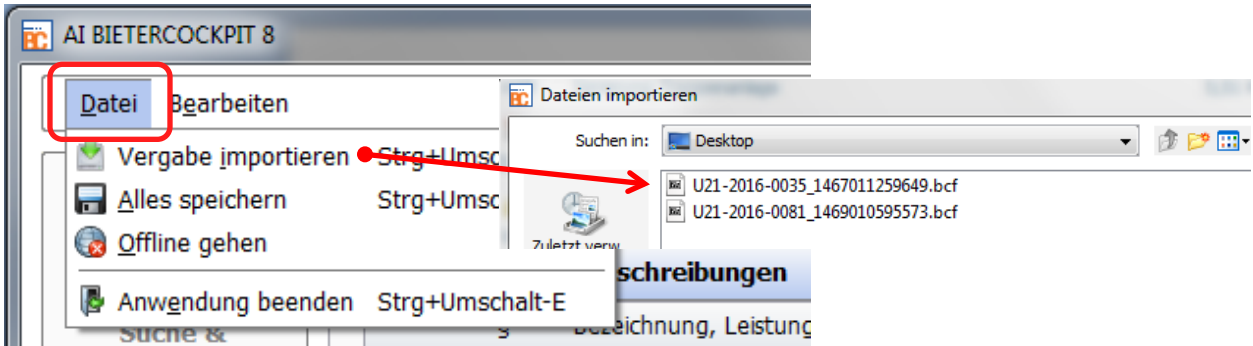 AI BIETERCOCKPIT 8
Datei Bearbeiten
Vergabe importieren Strg+Umsc
Alles speichern Strg+Umsc
Offline gehen
Anwendung beenden Strg+Umschalt-E
Dateien importieren
Suchen in: Desktop
U21-2016-0035_1467011259649.bcf
U21-2016-0081_1469010595573.bcf
Zuletzt verw
schreibungen
Bezeichnung, Leistung
Suche &